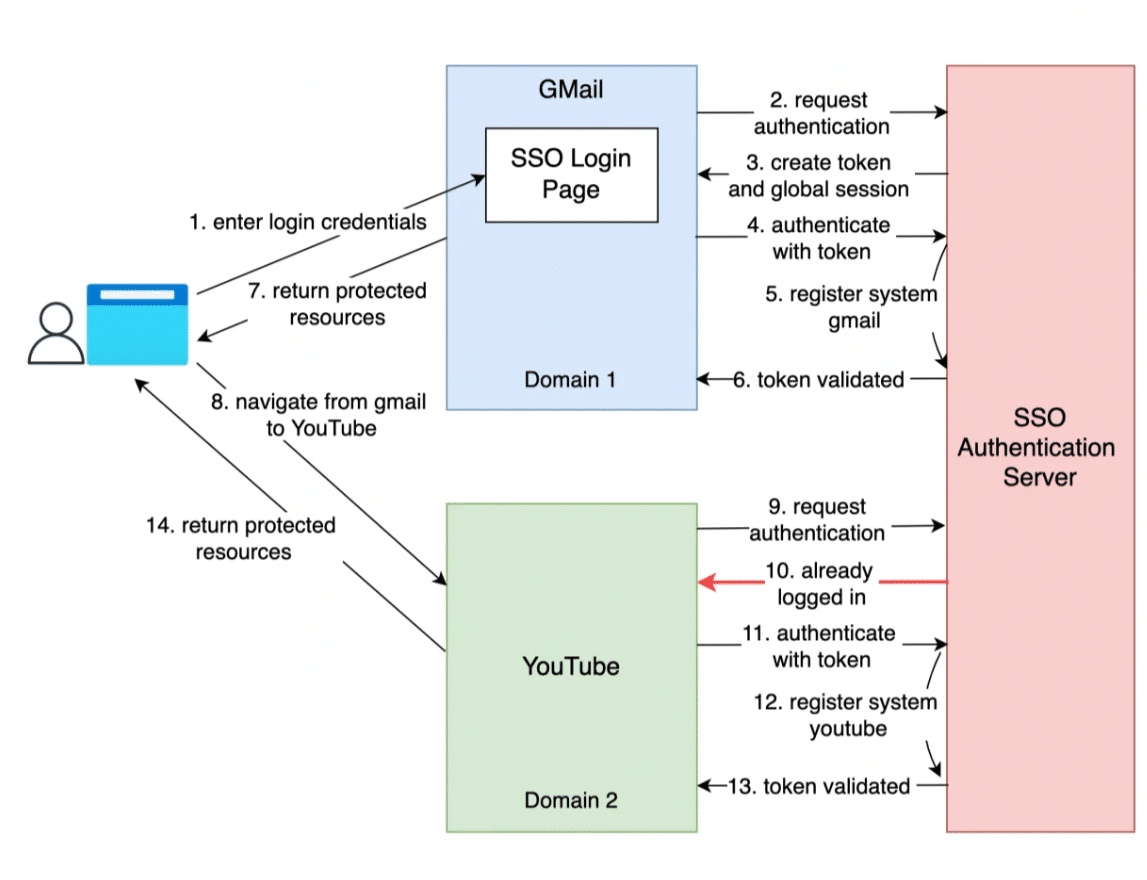 GMail
SSO Login
Page
1. enter login credentials
2. request
authentication
3. create token
and global session
4. authenticate
with token
5. register system
gmail
6. token validated
7. return protected
resources
Domain 1
8. navigate from gmail
to YouTube
SSO
Authentication
Server
9. request
authentication
10. already
logged in
11. authenticate
with token
12. register system
youtube
13. token validated
14. return protected
resources
YouTube
Domain 2